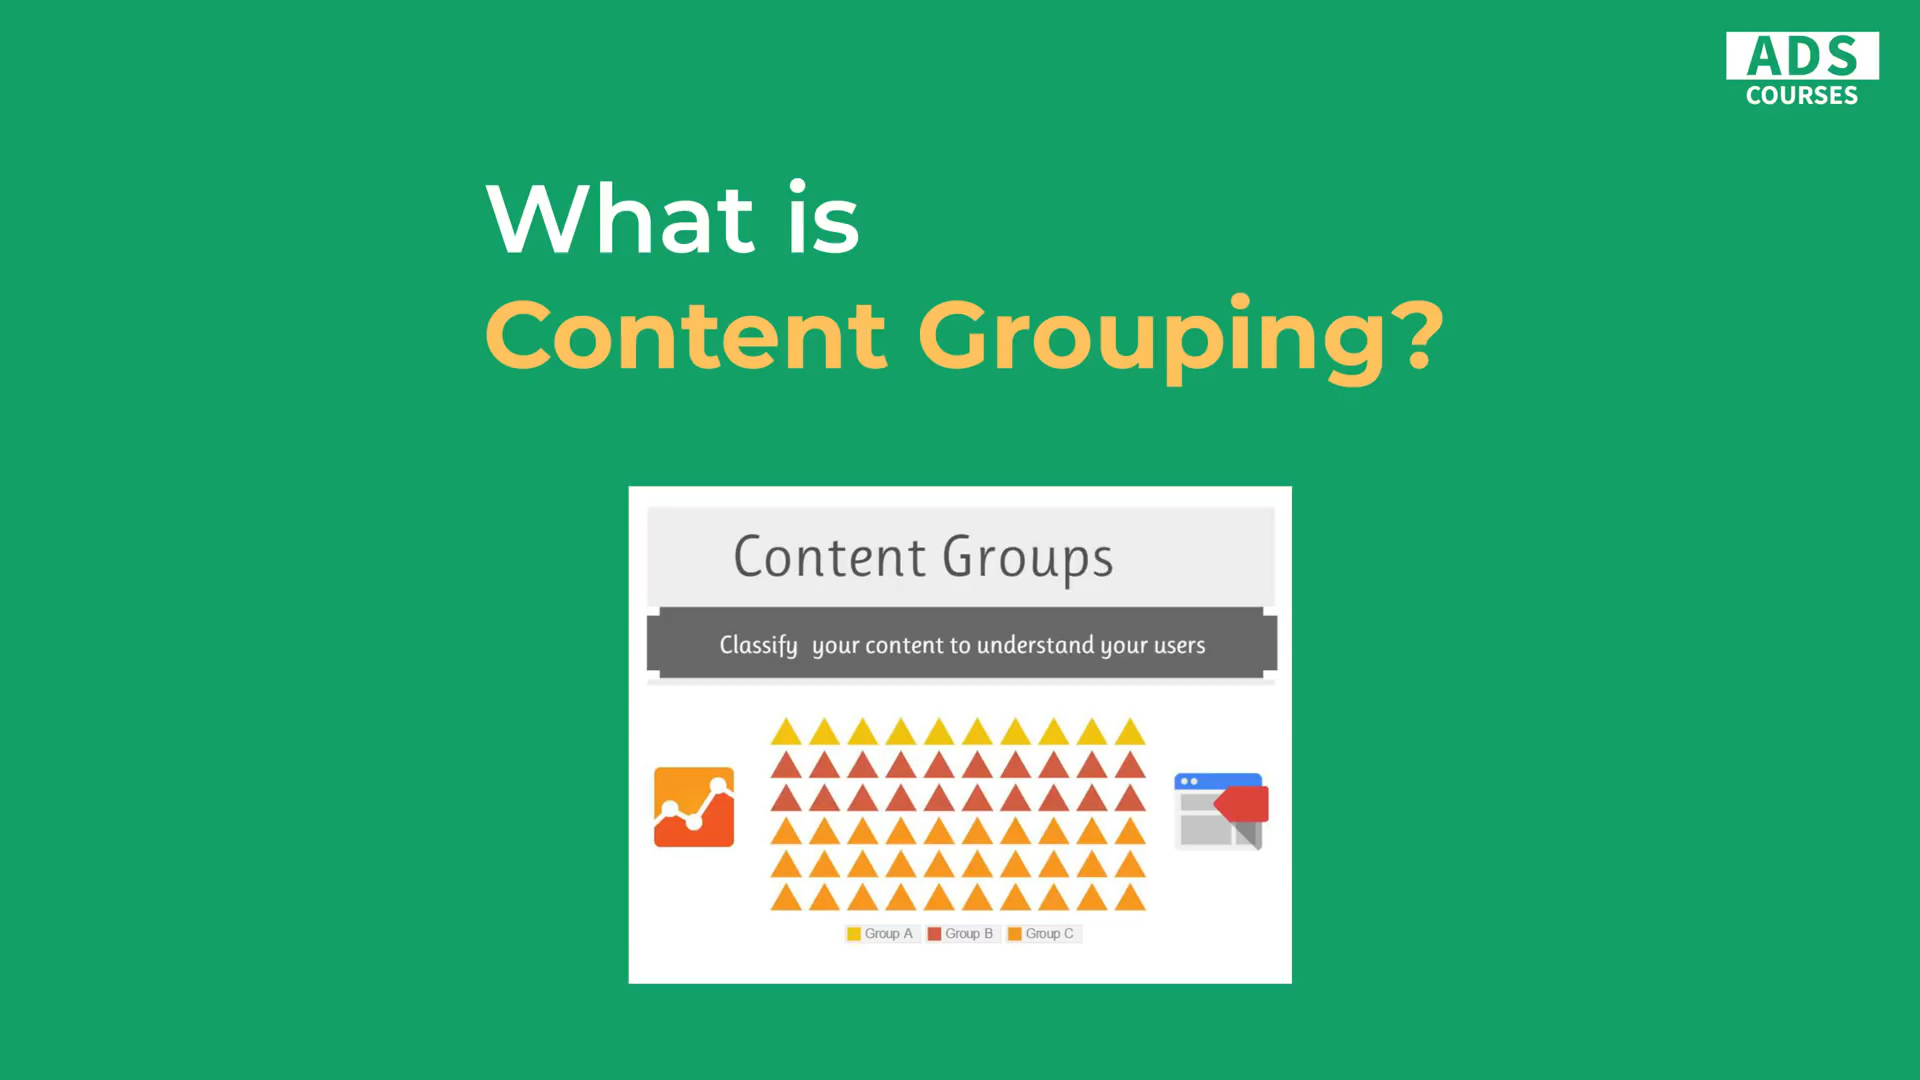 ADS
COURSES
What is
Content Grouping?
Content Groups
Classify your content to understand your users
Group A Group B Group C